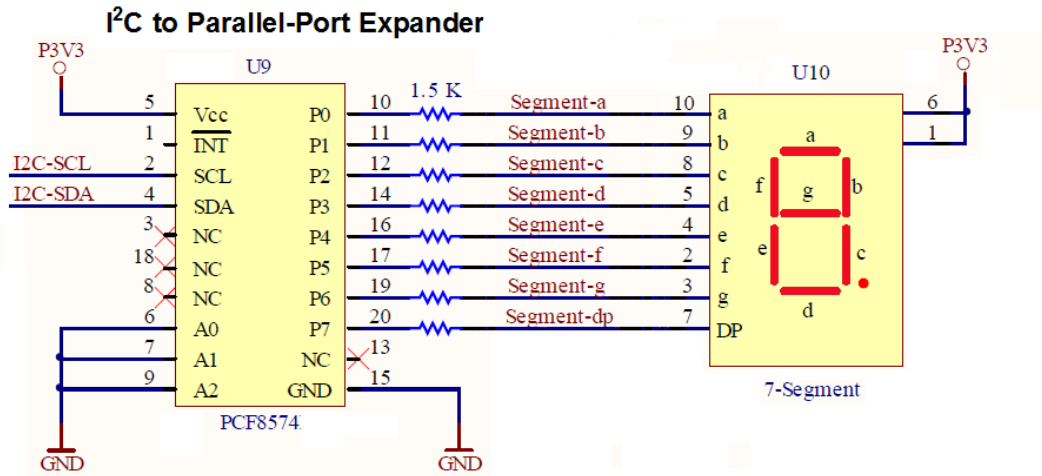 I²C to Parallel-Port Expander
P3V3
U9
5 Vcc
1 INT
I2C-SCL 2 SCL
I2C-SDA 4 SDA
3 NC
18 NC
8 NC
6 A0
7 A1
9 A2
GND
P0 10 1.5 K Segment-a 10 a
P1 11 Segment-b 9 b
P2 12 Segment-c 8 c
P3 14 Segment-d 5 d
P4 16 Segment-e 4 e
P5 17 Segment-f 2 f
P6 19 Segment-g 3 g
P7 20 Segment-dp 7 DP
NC 13
GND 15
PCF8574
GND
U10
P3V3
6
1
a
f b
g
e c
d
7-Segment